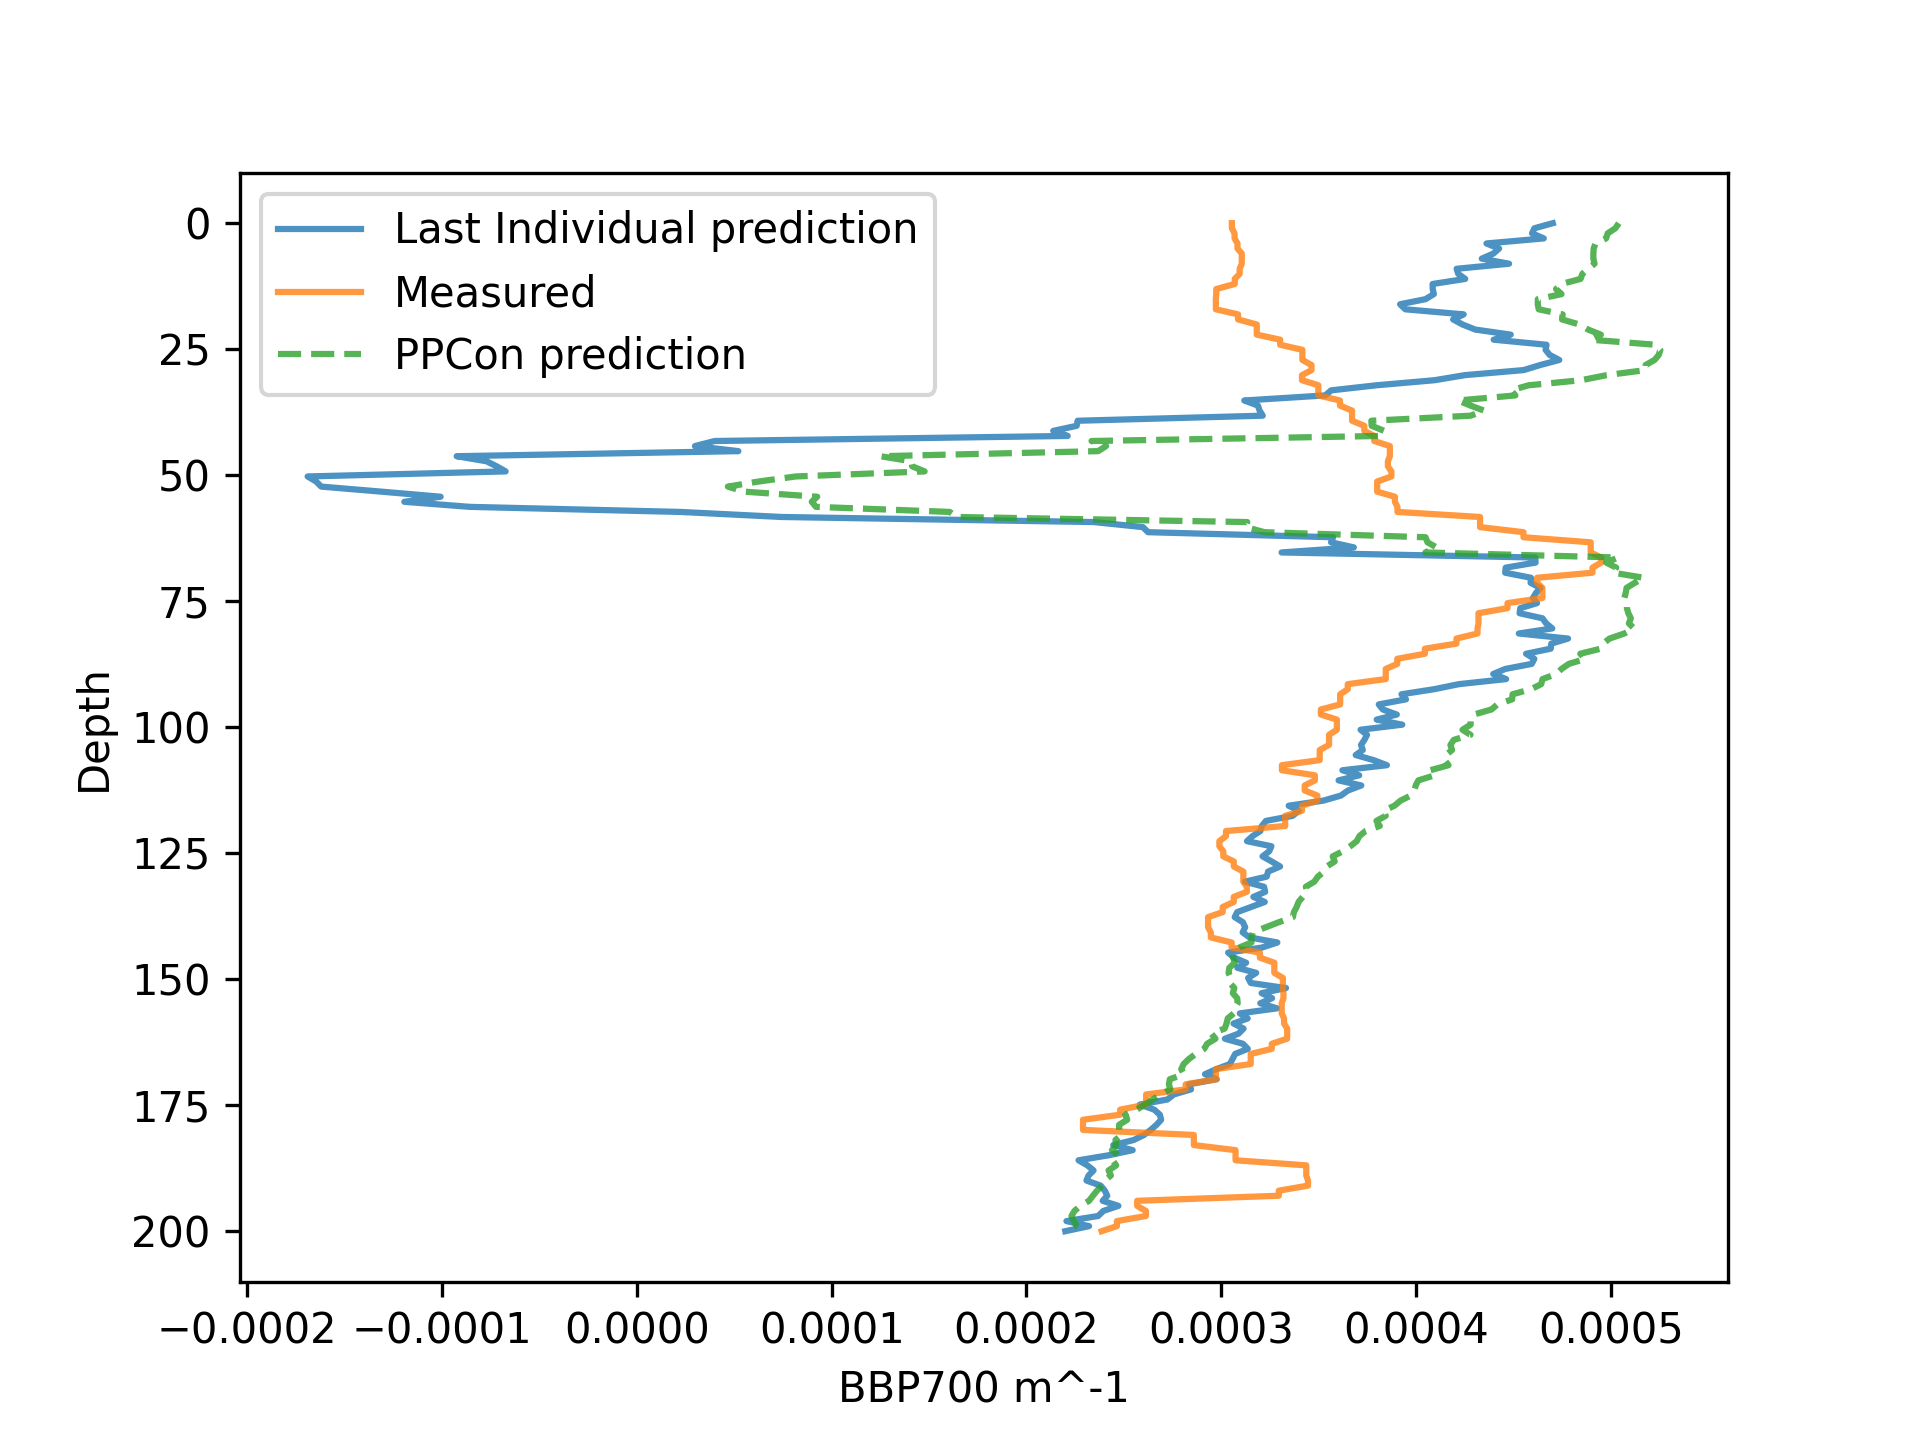 Last Individual prediction
Measured
PPCon prediction
0
25
50
75
100
125
150
175
200
Depth
−0.0002 −0.0001 0.0000 0.0001 0.0002 0.0003 0.0004 0.0005
BBP700 m^-1